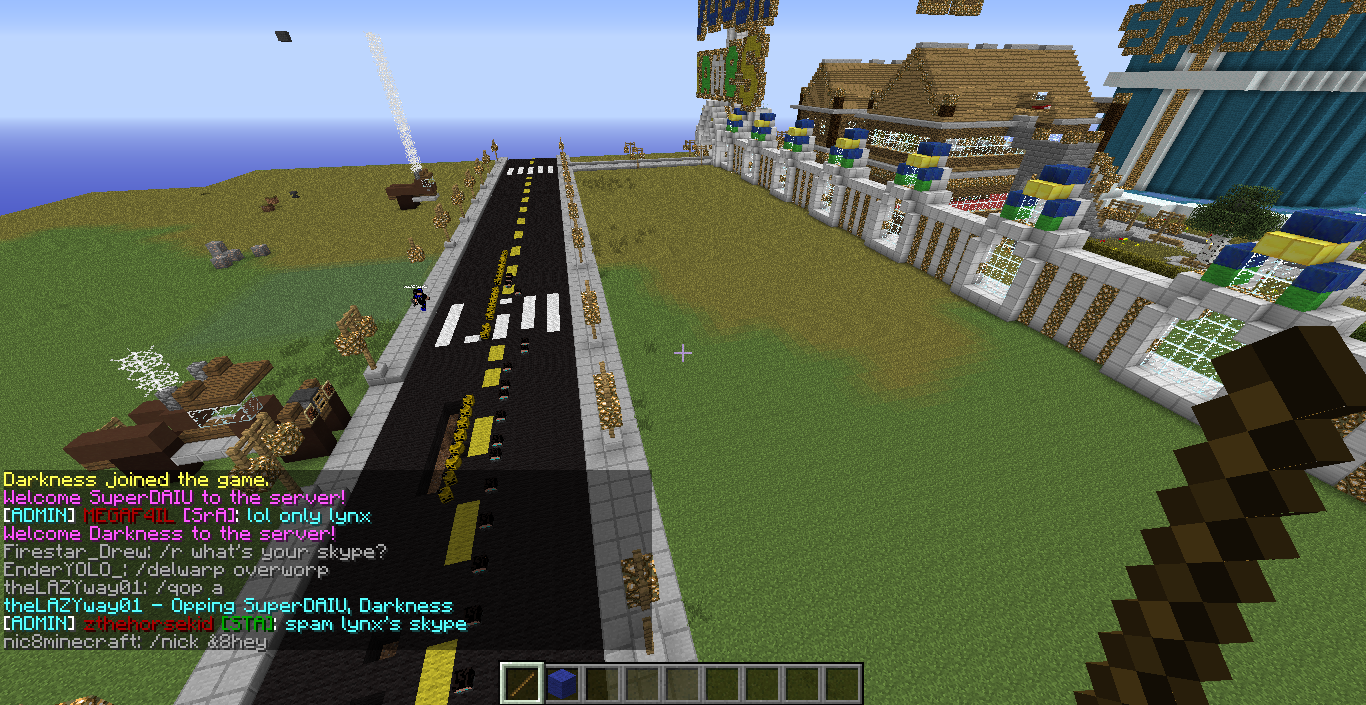 Darkness joined the game.
Welcome SuperDAIU to the server!
[ADMIN] MEGAF4IL [SrA]: lol only lynx
Welcome Darkness to the server!
Firestar_Drew: /r what's your skype?
EnderYOLO_: /delwarp overworp
theLAZYway01: /qop a
theLAZYway01 - Opping SuperDAIU, Darkness
[ADMIN] zthehorsekid [STA]: spam lynx's skype
nic8minecraft: /nick &8hey